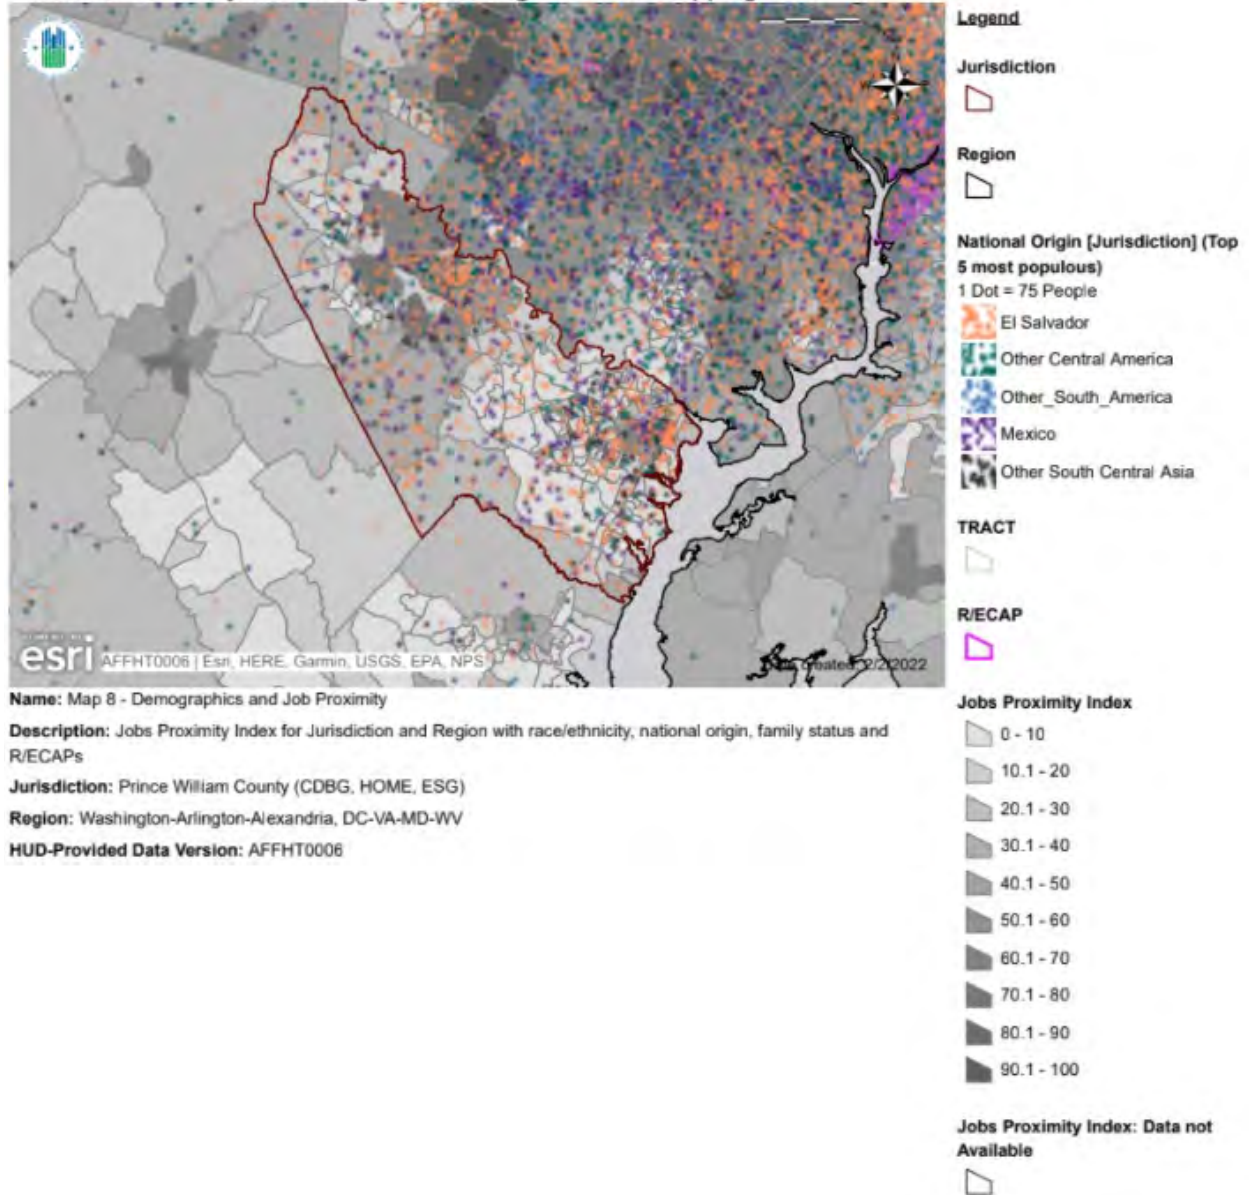 esri
AFFHT0006 | Esri, HERE, Garmin, USGS, EPA, NPS
created: 2/2/2022
Name: Map 8 - Demographics and Job Proximity
Description: Jobs Proximity Index for Jurisdiction and Region with race/ethnicity, national origin, family status and
R/ECAPs
Jurisdiction: Prince William County (CDBG, HOME, ESG)
Region: Washington-Arlington-Alexandria, DC-VA-MD-WV
HUD-Provided Data Version: AFFHT0006
Legend
Jurisdiction
Region
National Origin [Jurisdiction] (Top
5 most populous)
1 Dot = 75 People
El Salvador
Other Central America
Other_South_America
Mexico
Other South Central Asia
TRACT
R/ECAP
Jobs Proximity Index
0 - 10
10.1 - 20
20.1 - 30
30.1 - 40
40.1 - 50
50.1 - 60
60.1 - 70
70.1 - 80
80.1 - 90
90.1 - 100
Jobs Proximity Index: Data not
Available